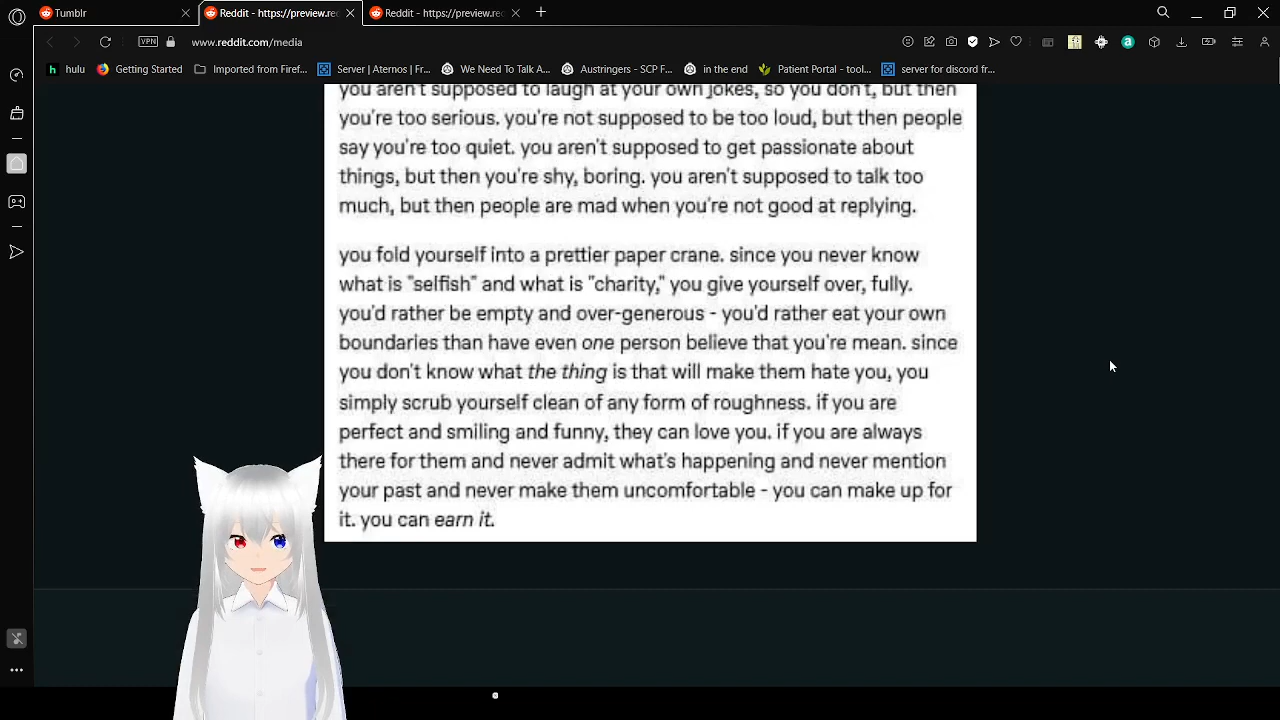 Tumblr
Reddit - https://preview.rec
Reddit - https://preview.rec
VPN
www.reddit.com/media
hulu
Getting Started
Imported from Firef...
Server | Aternos | Fr...
We Need To Talk A...
Austringers - SCP F...
in the end
Patient Portal - tool...
server for discord fr...
you aren't supposed to laugh at your own jokes, so you don't, but then
you're too serious. you're not supposed to be too loud, but then people
say you're too quiet. you aren't supposed to get passionate about
things, but then you're shy, boring. you aren't supposed to talk too
much, but then people are mad when you're not good at replying.
you fold yourself into a prettier paper crane. since you never know
what is "selfish" and what is "charity," you give yourself over, fully.
you'd rather be empty and over-generous - you'd rather eat your own
boundaries than have even one person believe that you're mean. since
you don't know what the thing is that will make them hate you, you
simply scrub yourself clean of any form of roughness. if you are
perfect and smiling and funny, they can love you. if you are always
there for them and never admit what's happening and never mention
your past and never make them uncomfortable - you can make up for
it. you can earn it.